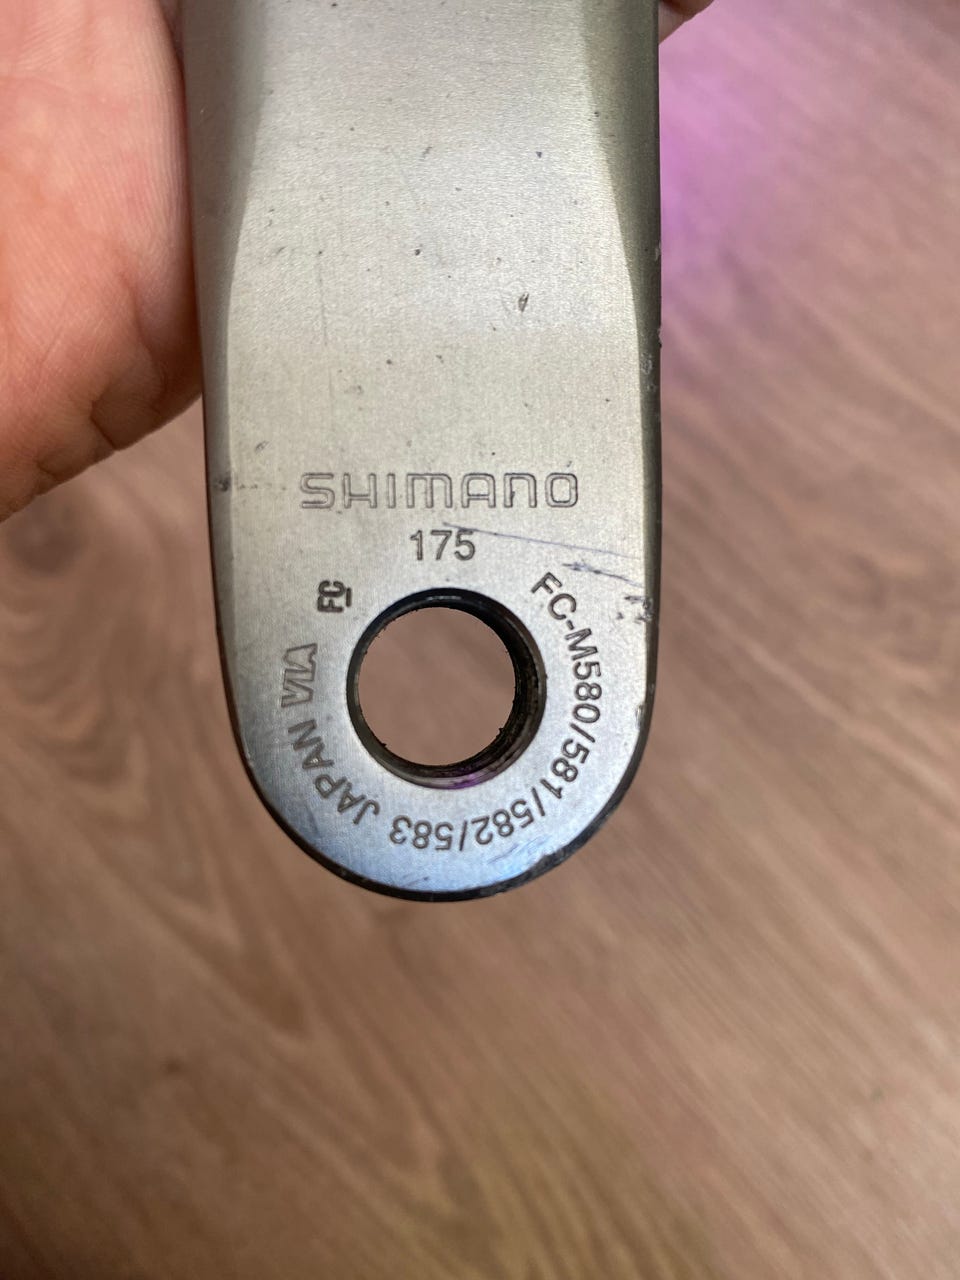 SHIMANO
175
FC-M580/581/582/583
JAPAN VIA
FC